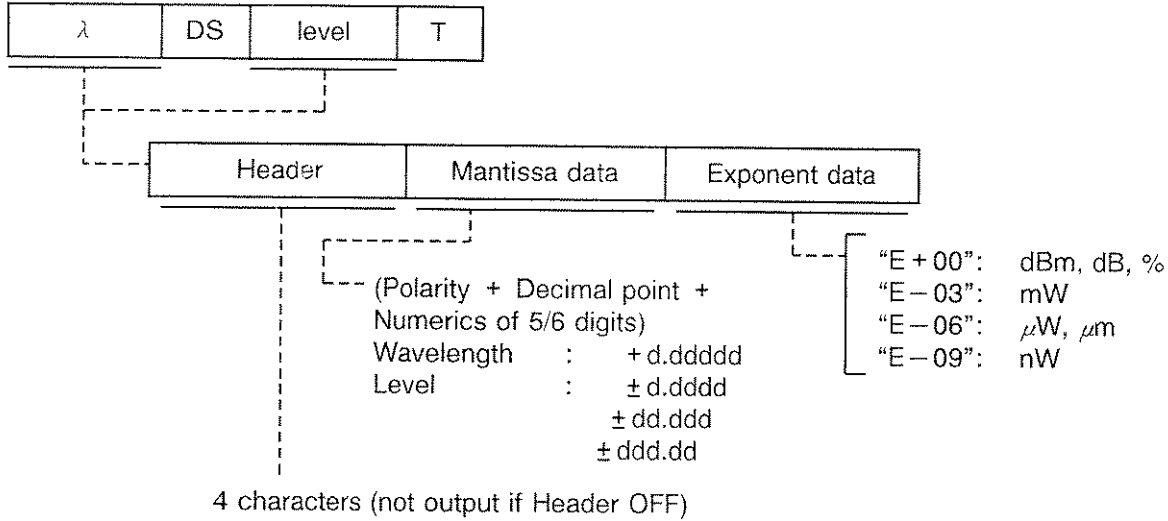 λ DS level T
Header Mantissa data Exponent data
"E+00": dBm, dB, %
"E−03": mW
"E−06": μW, μm
"E−09": nW
(Polarity + Decimal point +
Numerics of 5/6 digits)
Wavelength : +d.ddddd
Level : ±d.dddd
±dd.ddd
±ddd.dd
4 characters (not output if Header OFF)